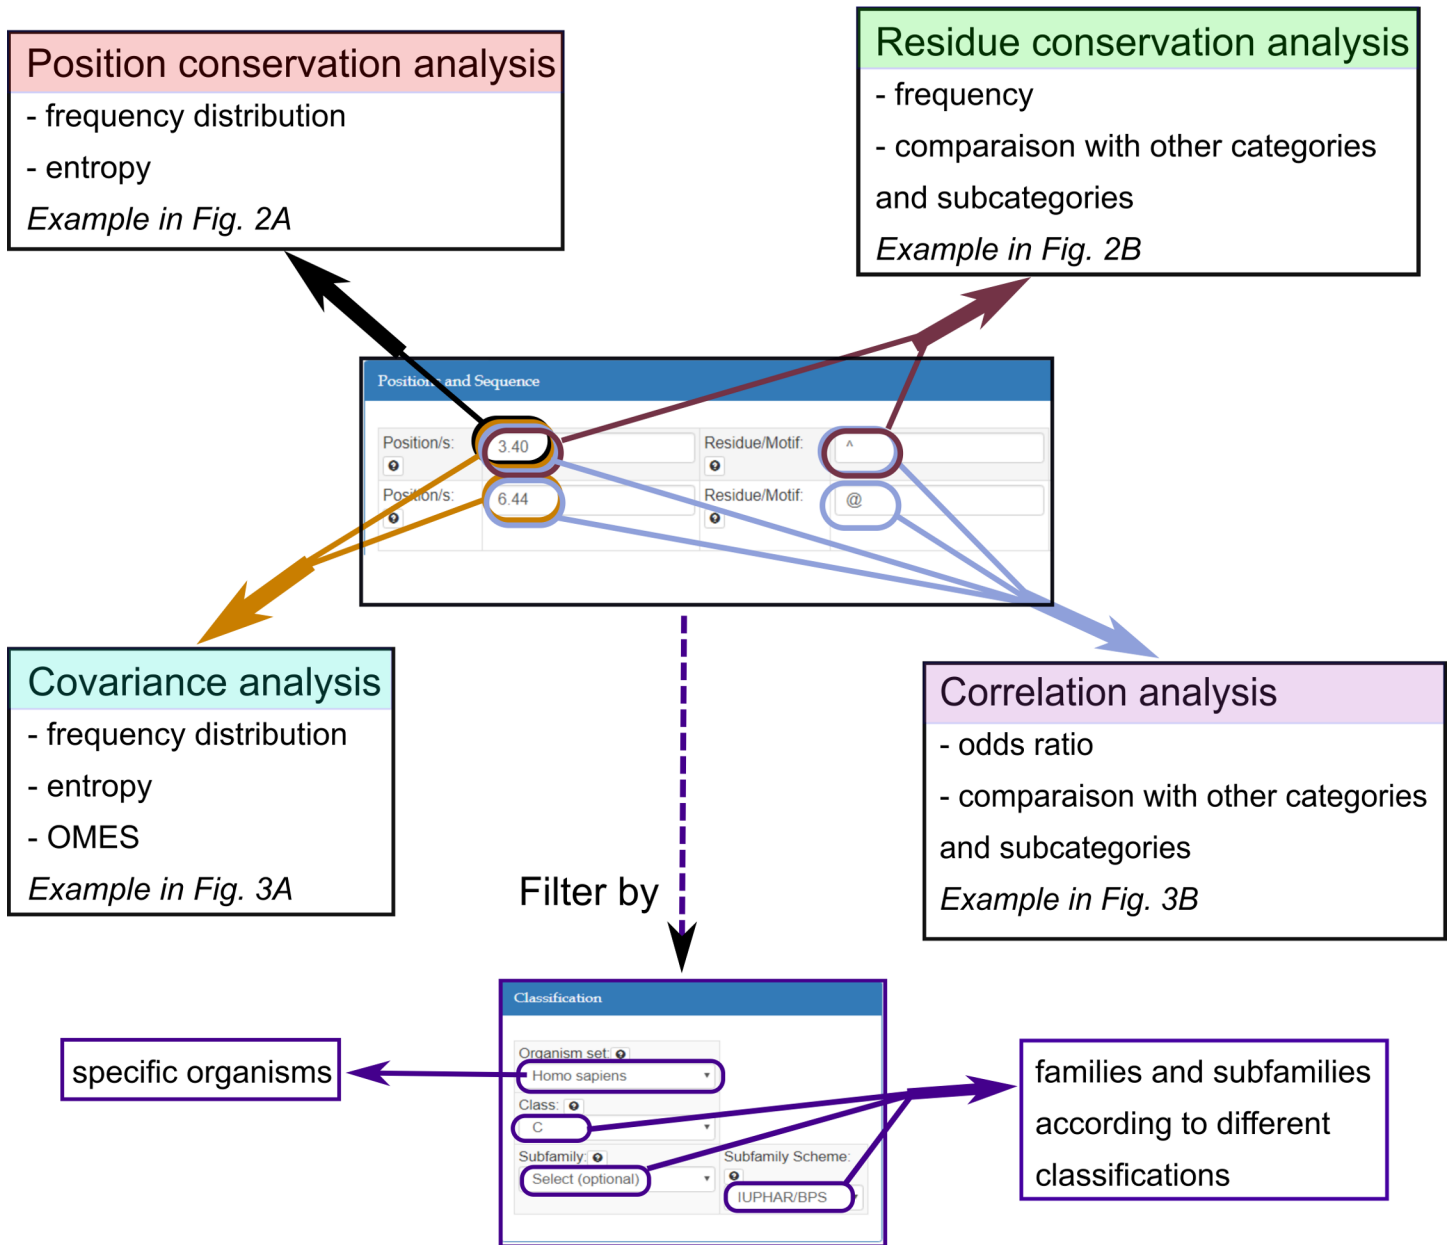 Position conservation analysis
- frequency distribution
- entropy
Example in Fig. 2A
Residue conservation analysis
- frequency
- comparaison with other categories
and subcategories
Example in Fig. 2B
Positions and Sequence
Position/s:
3.40
Residue/Motif:
^
Position/s:
6.44
Residue/Motif:
@
Covariance analysis
- frequency distribution
- entropy
- OMES
Example in Fig. 3A
Correlation analysis
- odds ratio
- comparaison with other categories
and subcategories
Example in Fig. 3B
Filter by
Classification
Organism set:
Homo sapiens
Class:
C
Subfamily:
Select (optional)
Subfamily Scheme:
IUPHAR/BPS
specific organisms
families and subfamilies
according to different
classifications